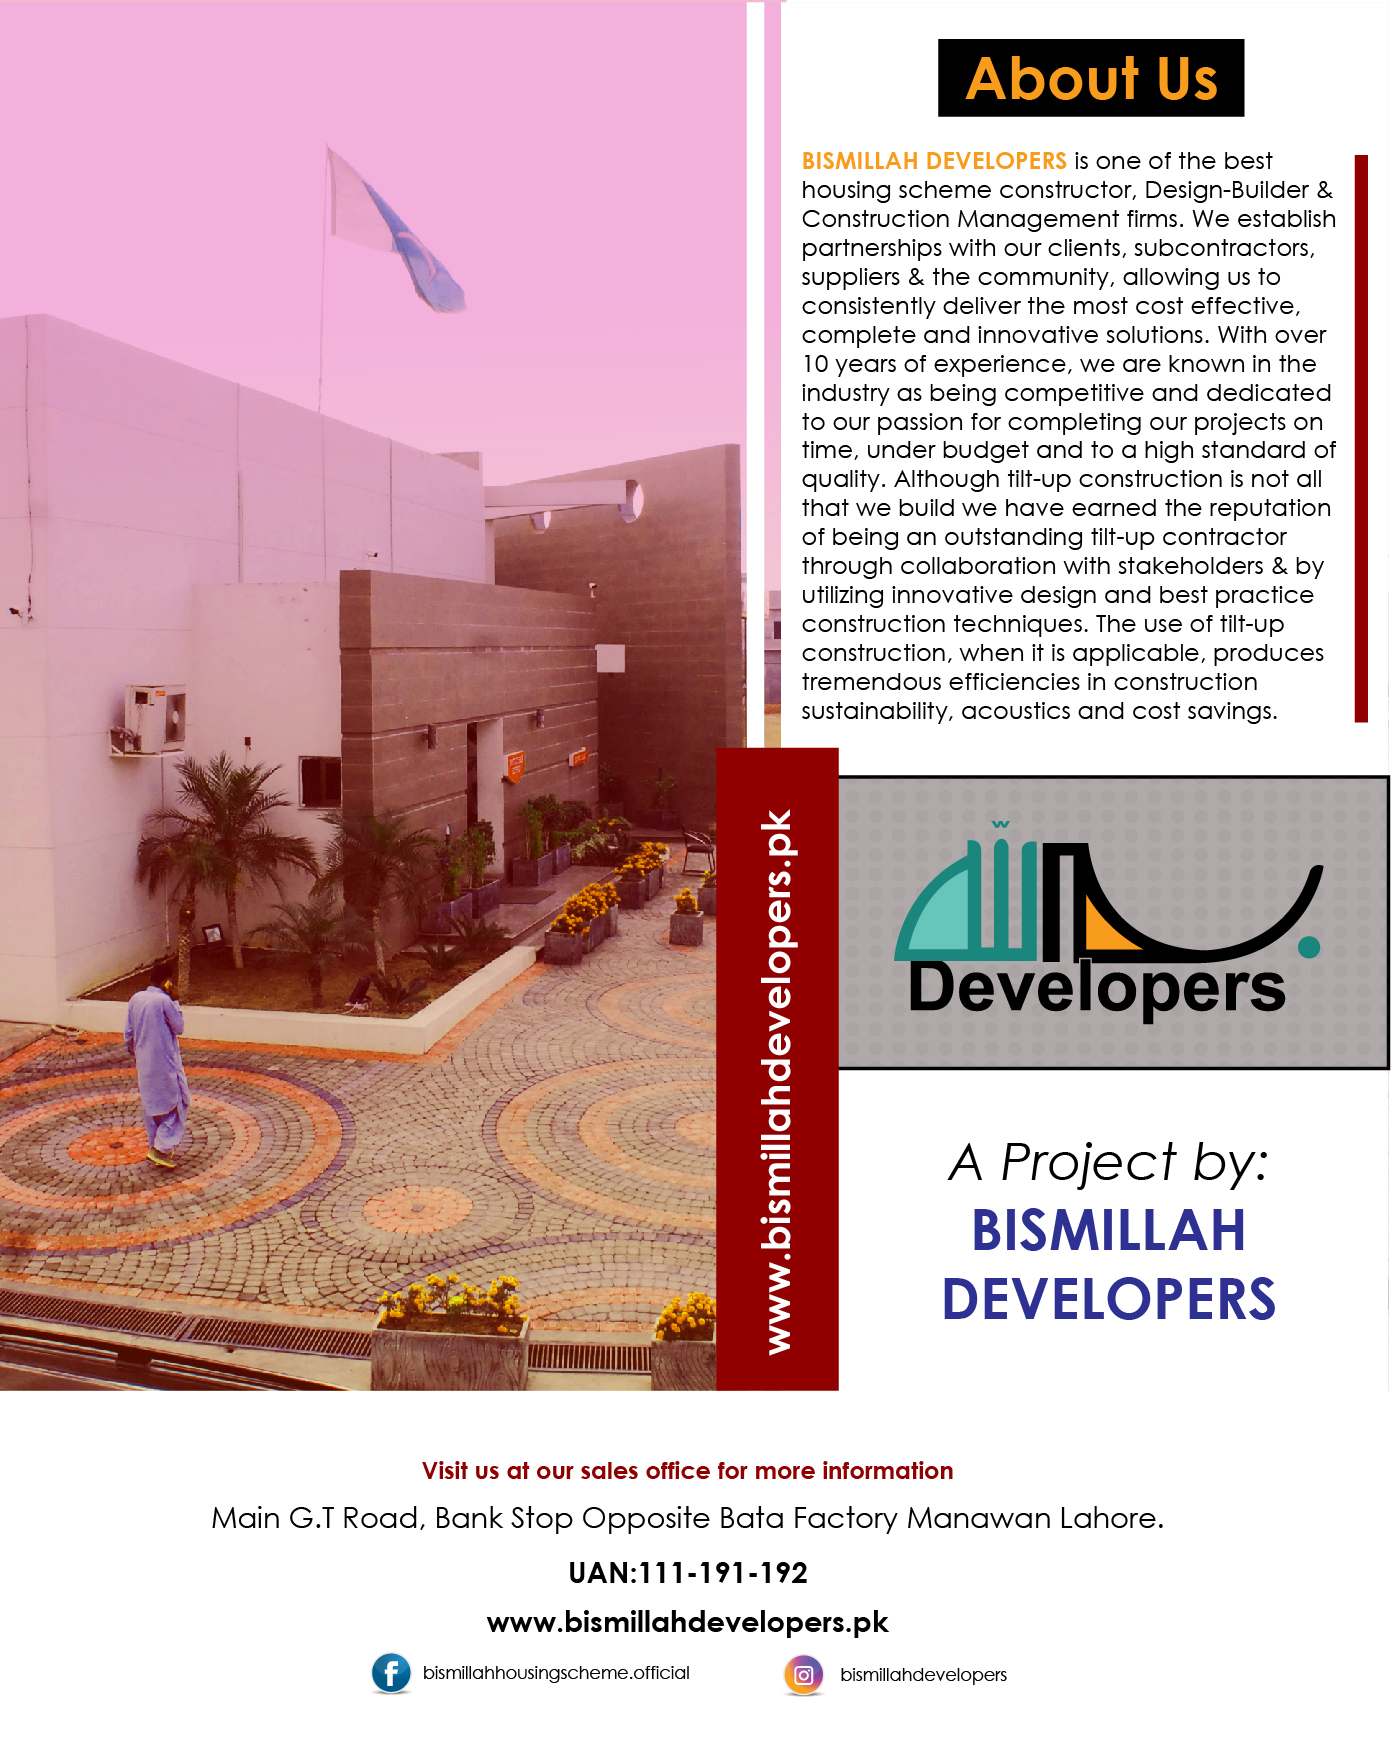 About Us
BISMILLAH DEVELOPERS is one of the best
housing scheme constructor, Design-Builder &
Construction Management firms. We establish
partnerships with our clients, subcontractors,
suppliers & the community, allowing us to
consistently deliver the most cost effective,
complete and innovative solutions. With over
10 years of experience, we are known in the
industry as being competitive and dedicated
to our passion for completing our projects on
time, under budget and to a high standard of
quality. Although tilt-up construction is not all
that we build we have earned the reputation
of being an outstanding tilt-up contractor
through collaboration with stakeholders & by
utilizing innovative design and best practice
construction techniques. The use of tilt-up
construction, when it is applicable, produces
tremendous efficiencies in construction
sustainability, acoustics and cost savings.
www.bismillahdevelopers.pk
بسم الله
Developers
A Project by:
BISMILLAH
DEVELOPERS
Visit us at our sales office for more information
Main G.T Road, Bank Stop Opposite Bata Factory Manawan Lahore.
UAN:111-191-192
www.bismillahdevelopers.pk
bismillahhousingscheme.official
bismillahdevelopers